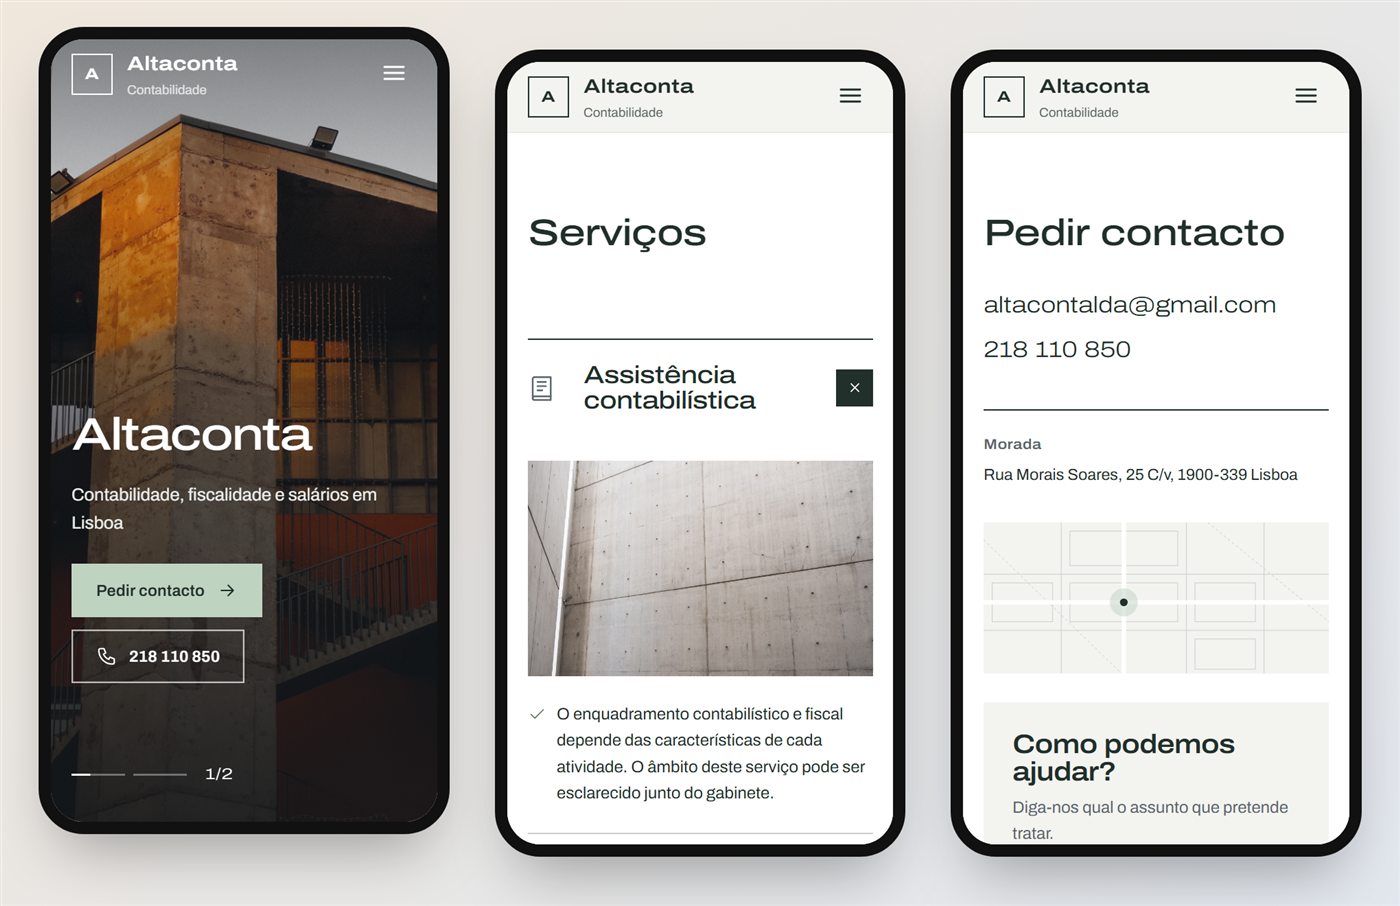 A
Altaconta
Contabilidade
Altaconta
Contabilidade, fiscalidade e salários em
Lisboa
Pedir contacto
218 110 850
1/2
A
Altaconta
Contabilidade
Serviços
Assistência
contabilística
O enquadramento contabilístico e fiscal
depende das características de cada
atividade. O âmbito deste serviço pode ser
esclarecido junto do gabinete.
A
Altaconta
Contabilidade
Pedir contacto
altacontalda@gmail.com
218 110 850
Morada
Rua Morais Soares, 25 C/v, 1900-339 Lisboa
Como podemos
ajudar?
Diga-nos qual o assunto que pretende
tratar.